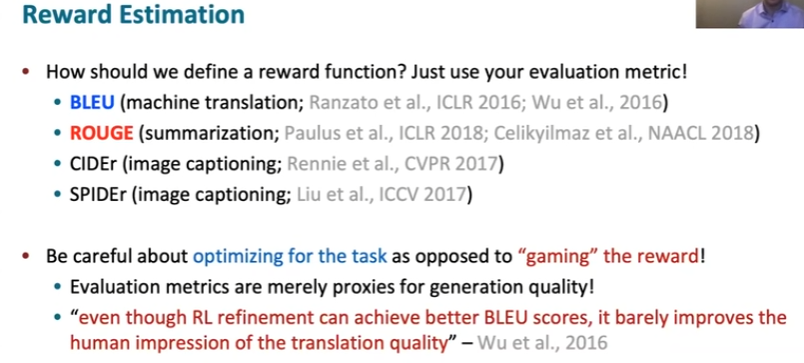 Reward Estimation
• How should we define a reward function? Just use your evaluation metric!
• BLEU (machine translation; Ranzato et al., ICLR 2016; Wu et al., 2016)
• ROUGE (summarization; Paulus et al., ICLR 2018; Celikyilmaz et al., NAACL 2018)
• CIDEr (image captioning; Rennie et al., CVPR 2017)
• SPIDEr (image captioning; Liu et al., ICCV 2017)
• Be careful about optimizing for the task as opposed to “gaming” the reward!
• Evaluation metrics are merely proxies for generation quality!
• “even though RL refinement can achieve better BLEU scores, it barely improves the
human impression of the translation quality” – Wu et al., 2016